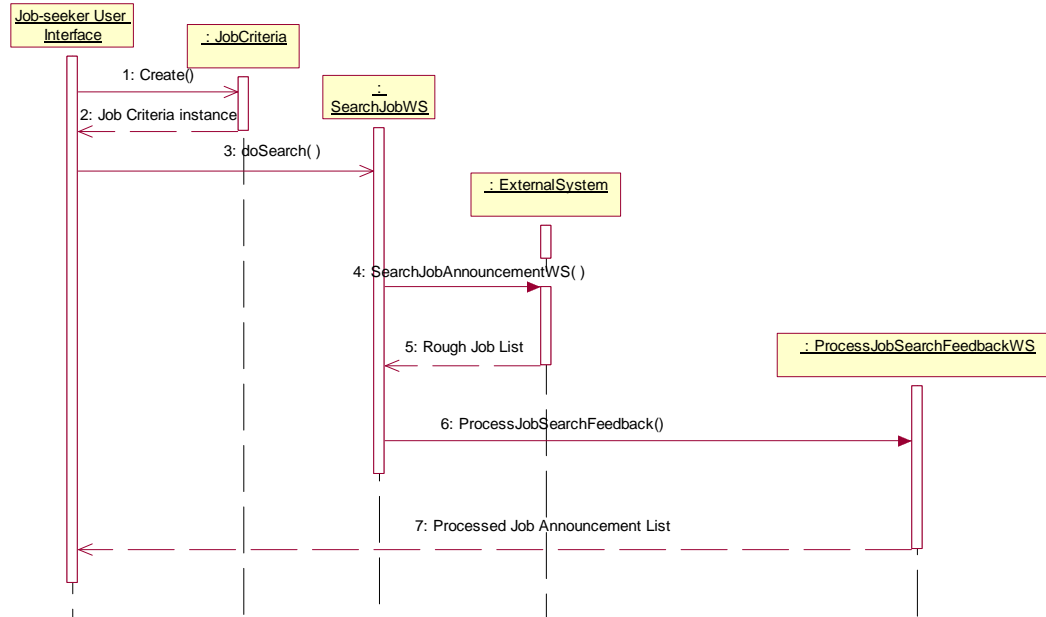 Job-seeker User
Interface
: JobCriteria
1: Create()
:
SearchJobWS
2: Job Criteria instance
3: doSearch( )
: ExternalSystem
4: SearchJobAnnouncementWS( )
5: Rough Job List
: ProcessJobSearchFeedbackWS
6: ProcessJobSearchFeedback()
7: Processed Job Announcement List